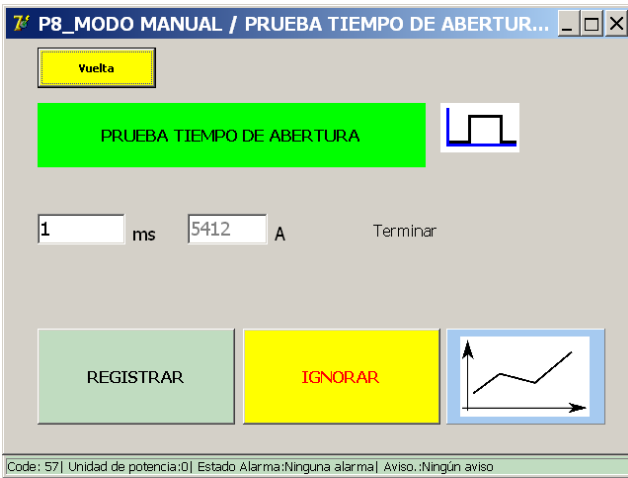 P8_MODO MANUAL / PRUEBA TIEMPO DE ABERTUR...
Vuelta
PRUEBA TIEMPO DE ABERTURA
1 ms 5412 A Terminar
REGISTRAR IGNORAR
Code: 57| Unidad de potencia:0| Estado Alarma:Ninguna alarma| Aviso.:Ningún aviso